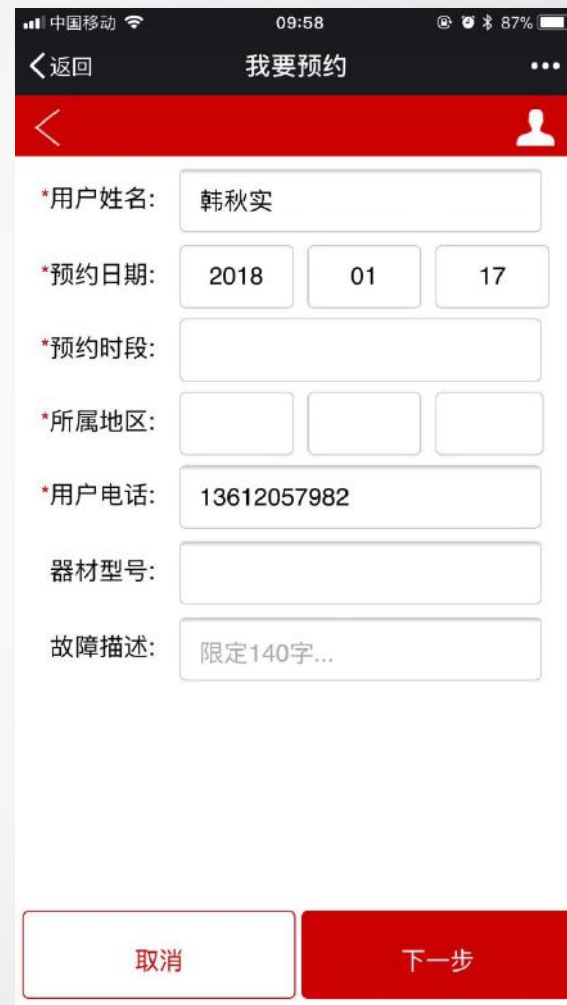 中国移动 09:58 87%
返回 我要预约
*用户姓名: 韩秋实
*预约日期: 2018 01 17
*预约时段:
*所属地区:
*用户电话: 13612057982
器材型号:
故障描述: 限定140字...
取消 下一步